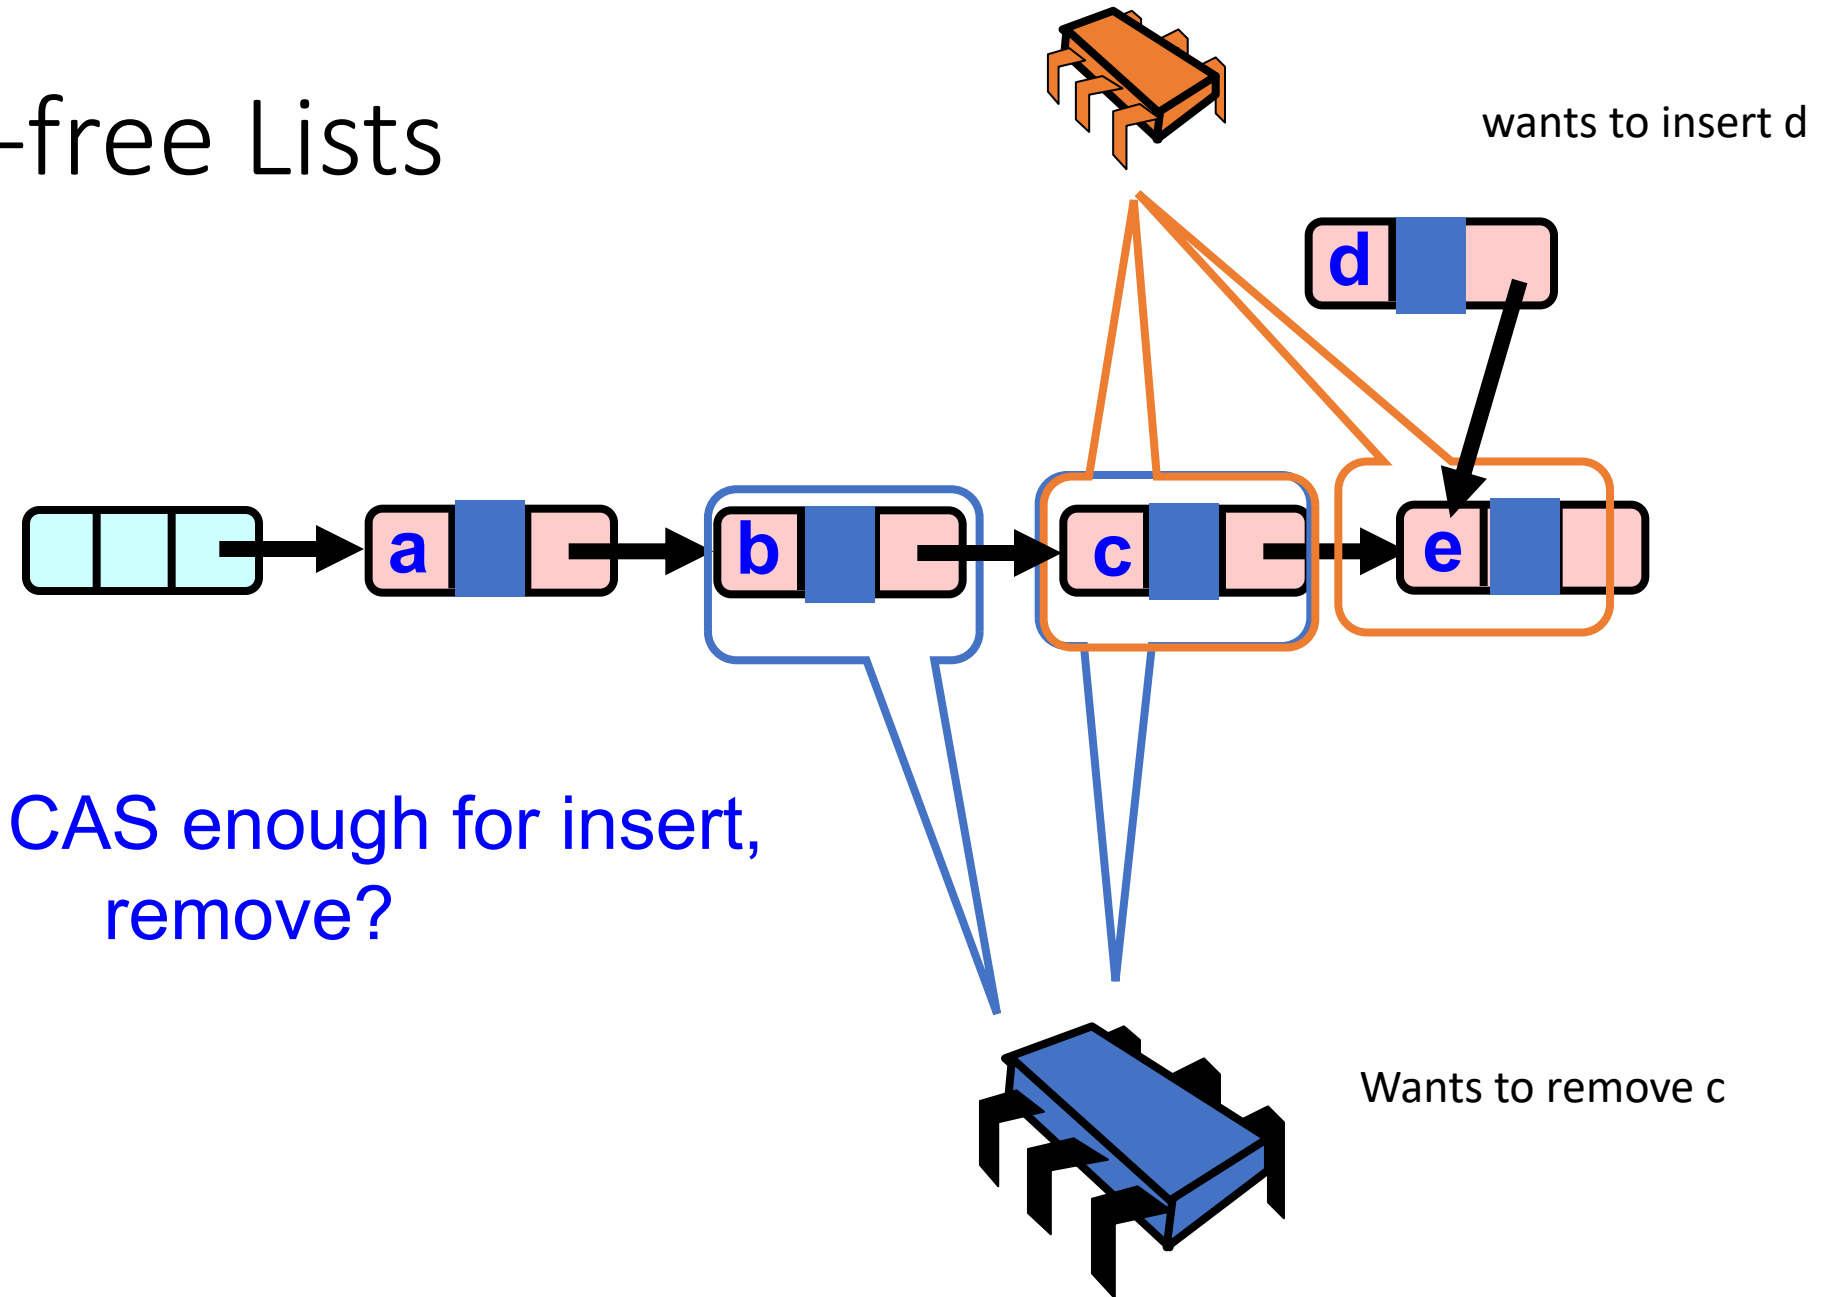 -free Lists
wants to insert d
d
a
b
c
e
CAS enough for insert,
remove?
Wants to remove c